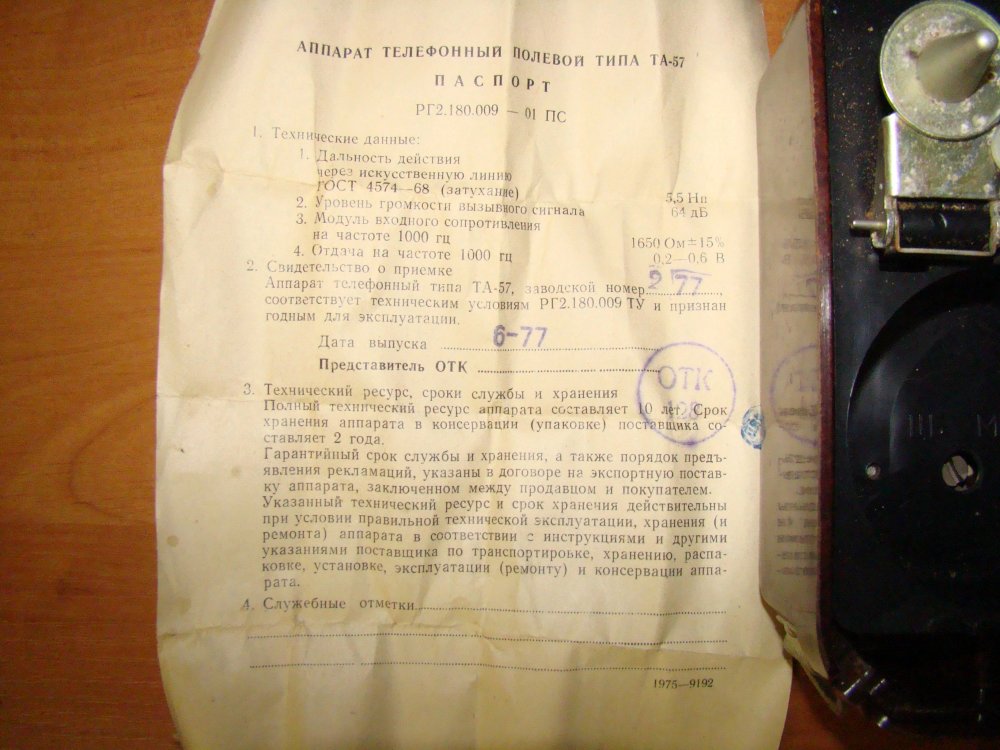 АППАРАТ ТЕЛЕФОННЫЙ ПОЛЕВОЙ ТИПА ТА-57
ПАСПОРТ
РГ2.180.009 — 01 ПС
1. Технические данные:
1. Дальность действия
через искусственную линию
ГОСТ 4574—68 (затухание) 5,5 Нп
2. Уровень громкости вызывного сигнала 64 дБ
3. Модуль входного сопротивления
на частоте 1000 гц 1650 Ом±15%
4. Отдача на частоте 1000 гц 0,2—0,6 В
2. Свидетельство о приемке
Аппарат телефонный типа ТА-57, заводской номер 2 77,
соответствует техническим условиям РГ2.180.009 ТУ и признан
годным для эксплуатации.
Дата выпуска 6-77
Представитель ОТК
ОТК
3. Технический ресурс, сроки службы и хранения
Полный технический ресурс аппарата составляет 10 лет. Срок
хранения аппарата в консервации (упаковке) поставщика со-
ставляет 2 года.
Гарантийный срок службы и хранения, а также порядок предъ-
явления рекламаций, указаны в договоре на экспортную постав-
ку аппарата, заключенном между продавцом и покупателем.
Указанный технический ресурс и срок хранения действительны
при условии правильной технической эксплуатации, хранения (и
ремонта) аппарата в соответствии с инструкциями и другими
указаниями поставщика по транспортировке, хранению, распа-
ковке, установке, эксплуатации (ремонту) и консервации аппа-
рата.
4. Служебные отметки
1975—9192
Ш. М